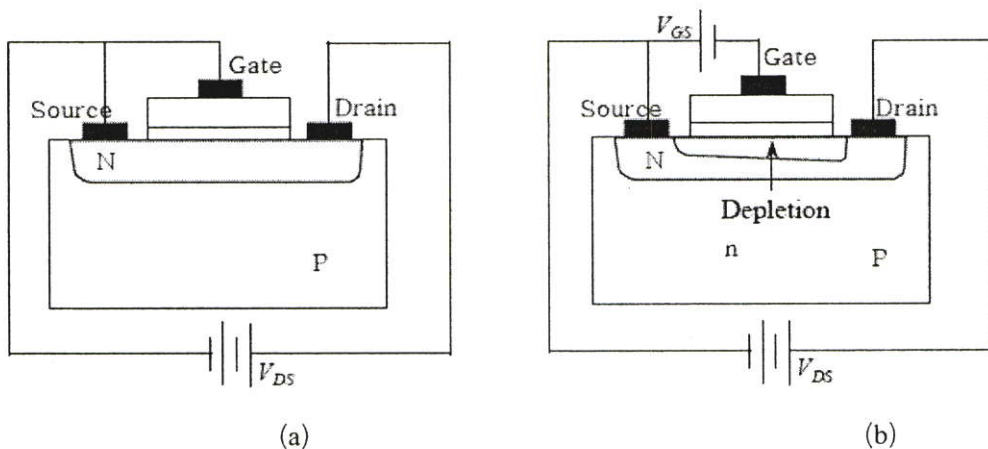 Gate
Source
Drain
N
P
V_DS
(a)
V_GS
Gate
Source
Drain
N
Depletion
n
P
V_DS
(b)